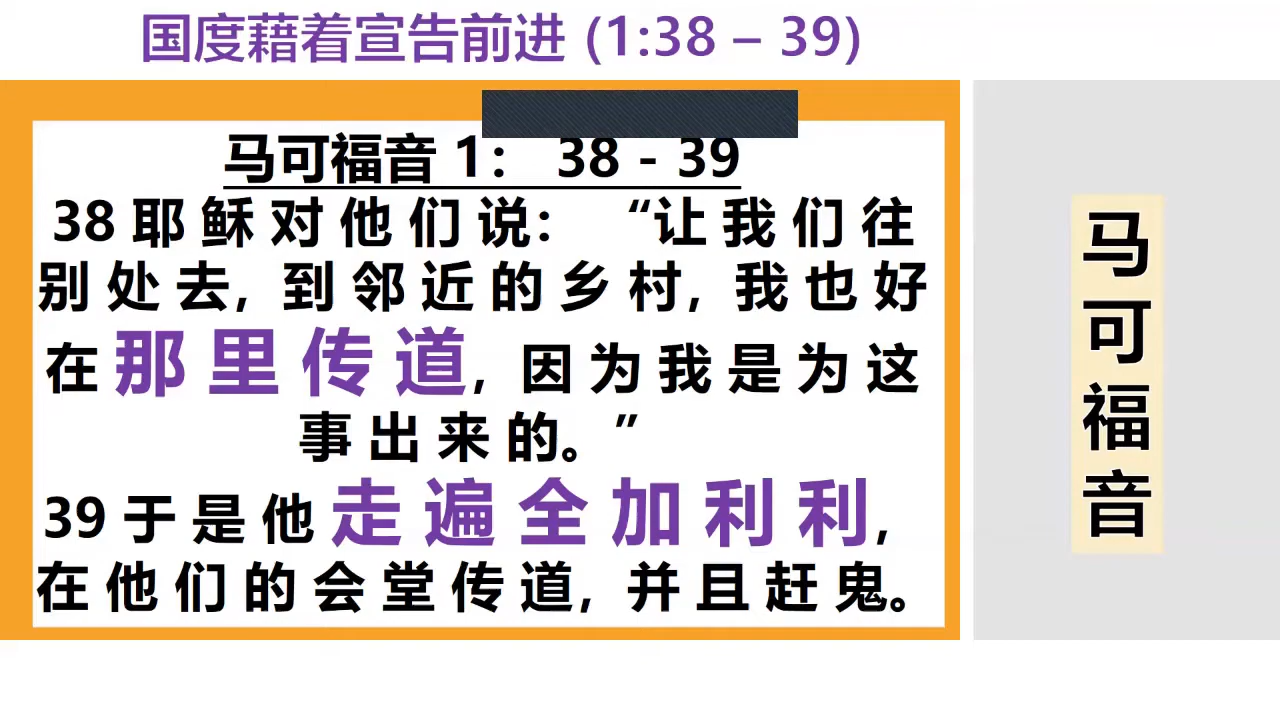 国度藉着宣告前进 (1:38 – 39)
马可福音 1： 38 - 39
38 耶稣对他们说：“让我们往
别处去, 到邻近的乡村, 我也好
在那里传道, 因为我是为这
事出来的。”
39 于是他走遍全加利利,
在他们的会堂传道, 并且赶鬼。
马可福音